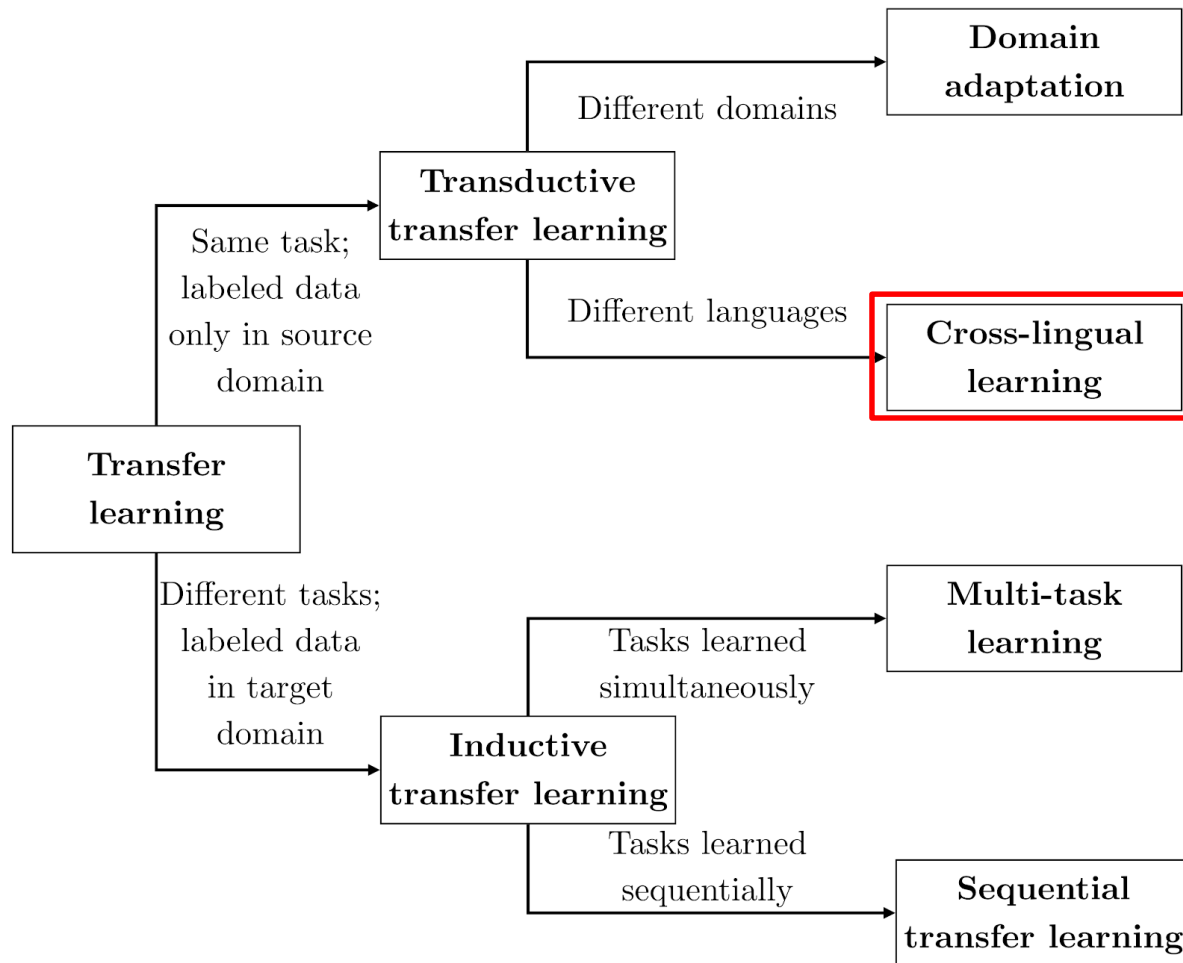 Domain
adaptation
Different domains
Transductive
transfer learning
Same task;
labeled data
only in source
domain
Different languages
Cross-lingual
learning
Transfer
learning
Different tasks;
labeled data
in target
domain
Multi-task
learning
Tasks learned
simultaneously
Inductive
transfer learning
Tasks learned
sequentially
Sequential
transfer learning